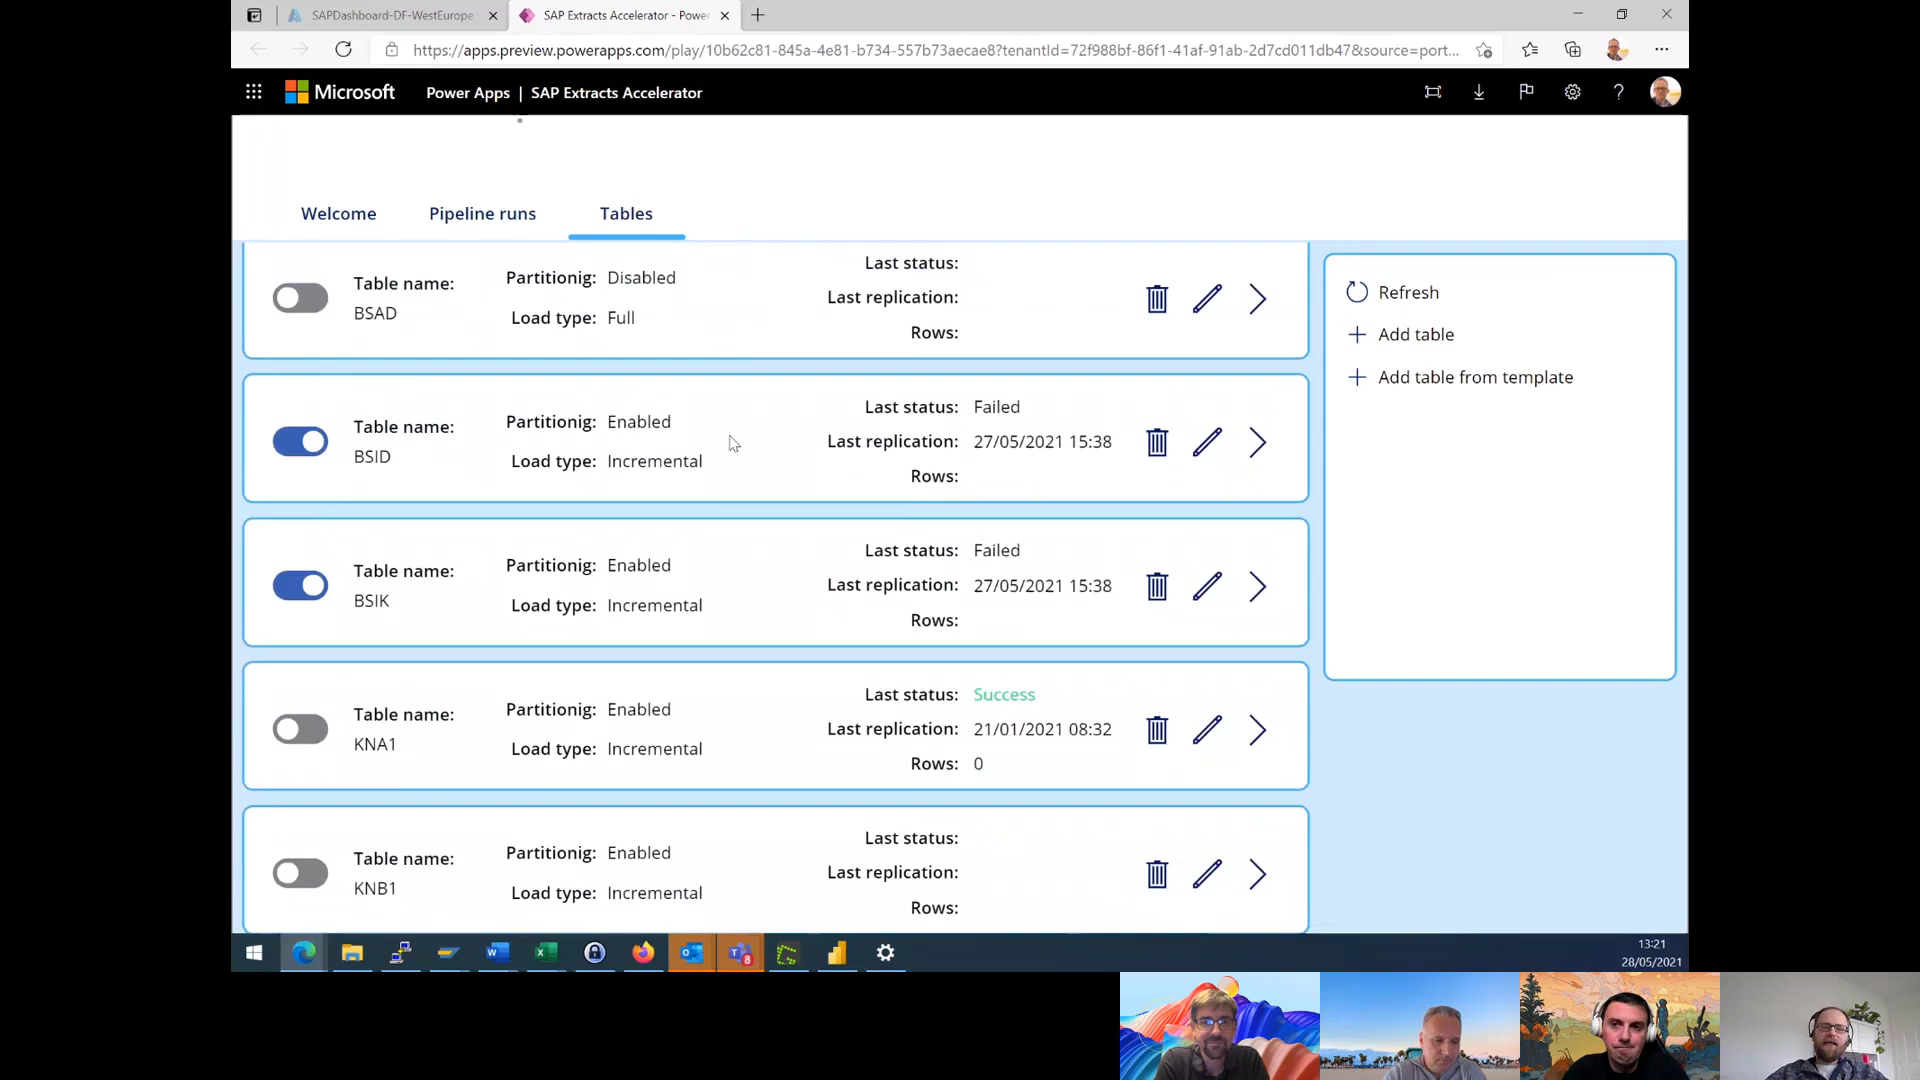 SAPDashboard-DF-WestEurope
SAP Extracts Accelerator - Power
https://apps.preview.powerapps.com/play/10b62c81-845a-4e81-b734-557b73aecae8?tenantId=72f988bf-86f1-41af-91ab-2d7cd011db47&source=port...
Microsoft Power Apps | SAP Extracts Accelerator
Welcome Pipeline runs Tables
Table name:
BSAD
Partitionig: Disabled
Load type: Full
Last status:
Last replication:
Rows:
Table name:
BSID
Partitionig: Enabled
Load type: Incremental
Last status: Failed
Last replication: 27/05/2021 15:38
Rows:
Table name:
BSIK
Partitionig: Enabled
Load type: Incremental
Last status: Failed
Last replication: 27/05/2021 15:38
Rows:
Table name:
KNA1
Partitionig: Enabled
Load type: Incremental
Last status: Success
Last replication: 21/01/2021 08:32
Rows: 0
Table name:
KNB1
Partitionig: Enabled
Load type: Incremental
Last status:
Last replication:
Rows:
Refresh
Add table
Add table from template
8
13:21
28/05/2021